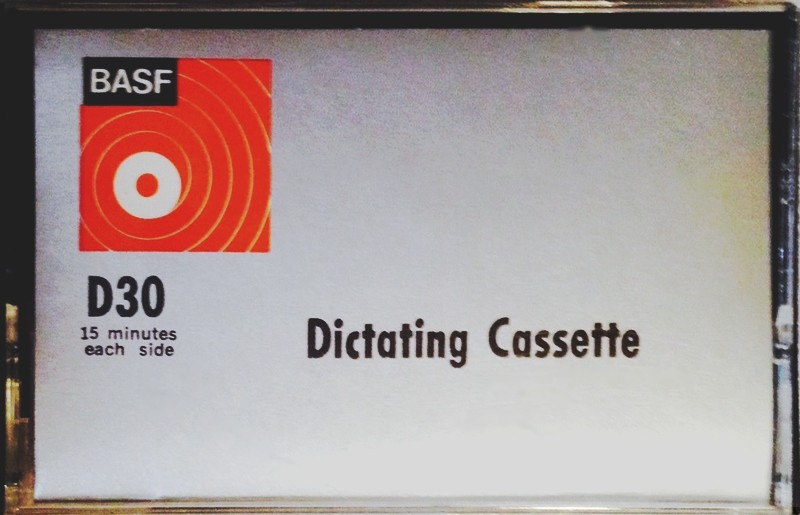 BASF
D30
15 minutes
each side
Dictating Cassette